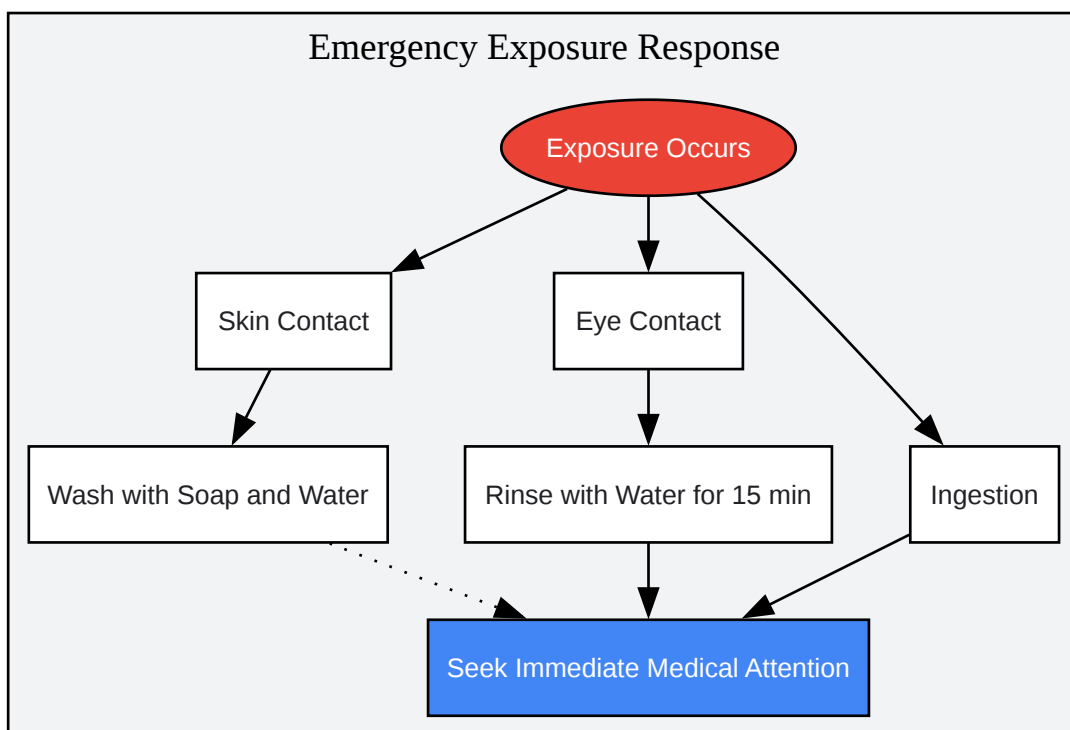 Emergency Exposure Response
Exposure Occurs
Skin Contact
Eye Contact
Wash with Soap and Water
Rinse with Water for 15 min
Ingestion
Seek Immediate Medical Attention